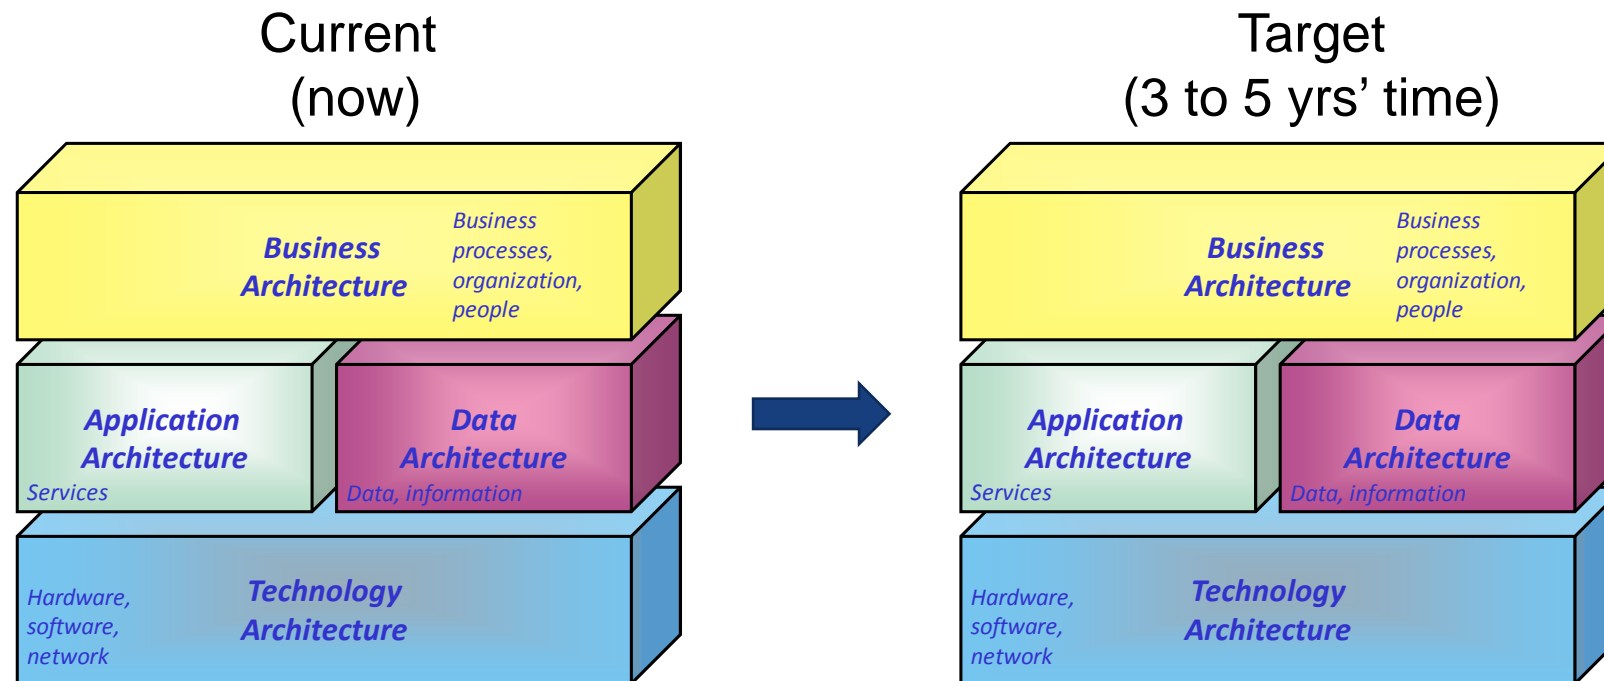 Current
(now)
Business
Architecture
Business
processes,
organization,
people
Application
Architecture
Services
Data
Architecture
Data, information
Technology
Architecture
Hardware,
software,
network
Target
(3 to 5 yrs’ time)
Business
Architecture
Business
processes,
organization,
people
Application
Architecture
Services
Data
Architecture
Data, information
Technology
Architecture
Hardware,
software,
network